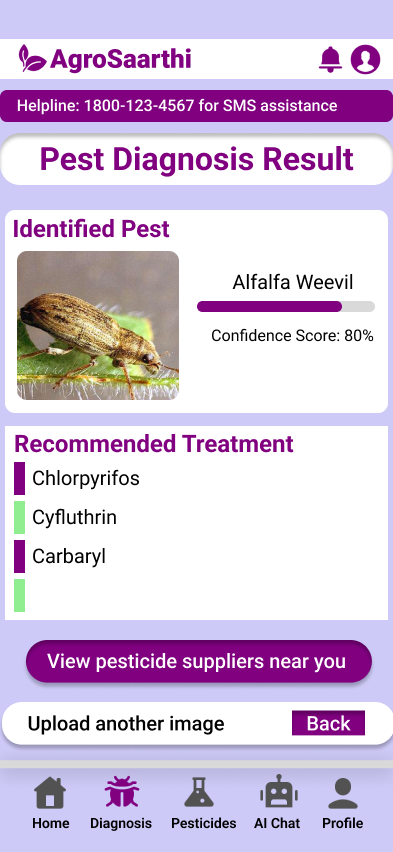 AgroSaarthi
Helpline: 1800-123-4567 for SMS assistance
Pest Diagnosis Result
Identified Pest
Alfalfa Weevil
Confidence Score: 80%
Recommended Treatment
Chlorpyrifos
Cyfluthrin
Carbaryl
View pesticide suppliers near you
Upload another image Back
Home Diagnosis Pesticides AI Chat Profile